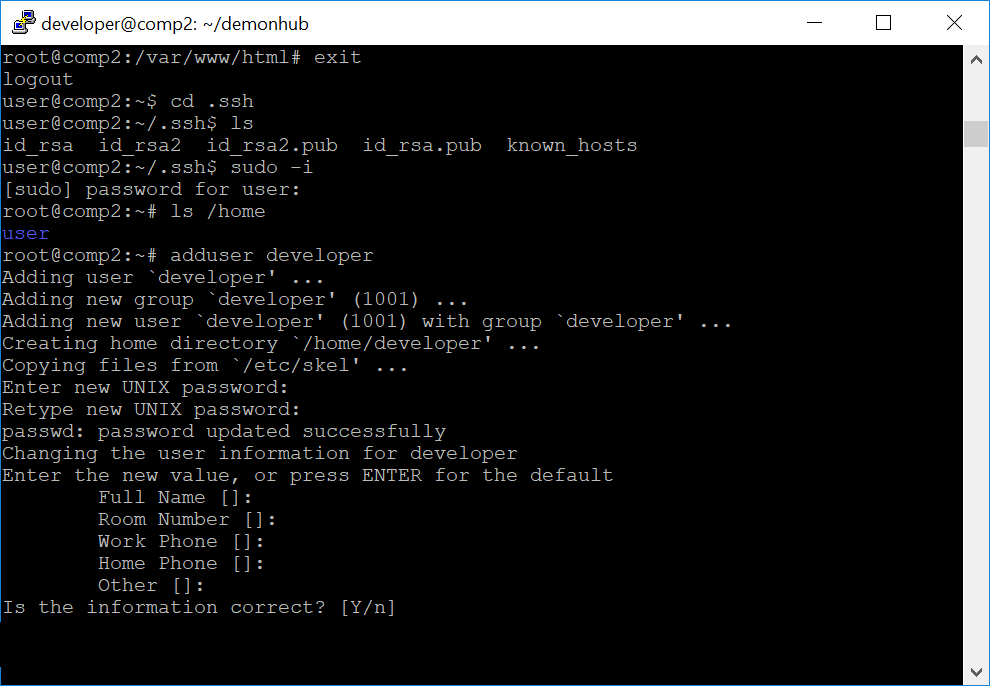 developer@comp2: ~/demonhub
root@comp2:/var/www/html# exit
logout
user@comp2:~$ cd .ssh
user@comp2:~/.ssh$ ls
id_rsa  id_rsa2  id_rsa2.pub  id_rsa.pub  known_hosts
user@comp2:~/.ssh$ sudo -i
[sudo] password for user:
root@comp2:~# ls /home
user
root@comp2:~# adduser developer
Adding user `developer' ...
Adding new group `developer' (1001) ...
Adding new user `developer' (1001) with group `developer' ...
Creating home directory `/home/developer' ...
Copying files from `/etc/skel' ...
Enter new UNIX password:
Retype new UNIX password:
passwd: password updated successfully
Changing the user information for developer
Enter the new value, or press ENTER for the default
        Full Name []:
        Room Number []:
        Work Phone []:
        Home Phone []:
        Other []:
Is the information correct? [Y/n]